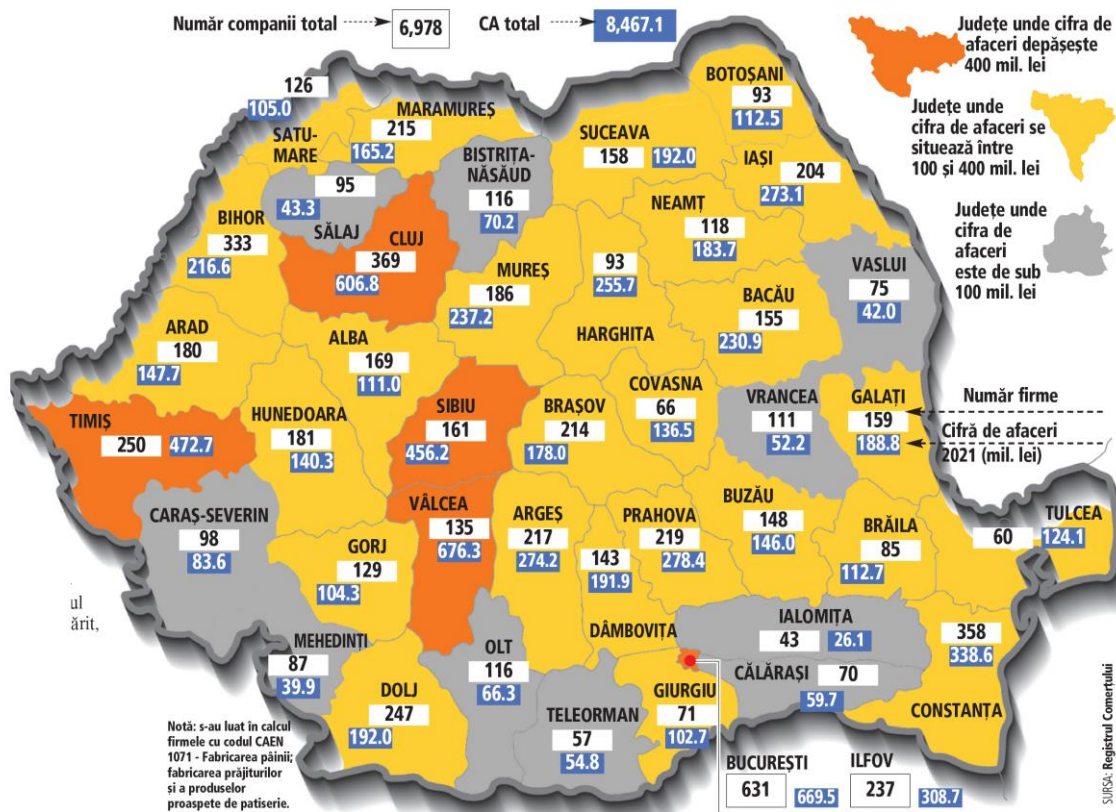 Număr companii total
6,978
CA total
8,467.1
Județe unde cifra de
afaceri depășește
400 mil. lei
Județe unde
cifra de afaceri se
situează între
100 și 400 mil. lei
Județe unde
cifra de
afaceri
este de sub
100 mil. lei
126
105.0
SATU-
MARE
MARAMUREȘ
215
165.2
BOTOȘANI
93
112.5
SUCEAVA
158 192.0
IAȘI
204
273.1
BISTRIȚA-
NĂSĂUD
116
70.2
95
43.3
SĂLAJ
BIHOR
333
216.6
CLUJ
369
606.8
NEAMȚ
118
183.7
MUREȘ
186
237.2
93
255.7
HARGHITA
VASLUI
75
42.0
BACĂU
155
230.9
ARAD
180
147.7
ALBA
169
111.0
COVASNA
66
136.5
VRANCEA
111
52.2
GALAȚI
159
188.8
Număr firme
Cifră de afaceri
2021 (mil. lei)
TIMIȘ
250 472.7
HUNEDOARA
181
140.3
SIBIU
161
456.2
BRAȘOV
214
178.0
CARAȘ-SEVERIN
98
83.6
GORJ
129
104.3
VÂLCEA
135
676.3
ARGEȘ
217
274.2
143
191.9
DÂMBOVIȚA
PRAHOVA
219
278.4
BUZĂU
148
146.0
BRĂILA
85
112.7
TULCEA
60 124.1
ul
ărit,
MEHEDINȚI
87
39.9
DOLJ
247
192.0
OLT
116
66.3
TELEORMAN
57
54.8
GIURGIU
71
102.7
IALOMIȚA
43 26.1
CĂLĂRAȘI
70
59.7
358
338.6
CONSTANȚA
BUCUREȘTI
631 669.5
ILFOV
237 308.7
Notă: s-au luat în calcul
firmele cu codul CAEN
1071 - Fabricarea pâinii;
fabricarea prăjiturilor
și a produselor
proaspete de patiserie.
SURSA: Registrul Comerțului